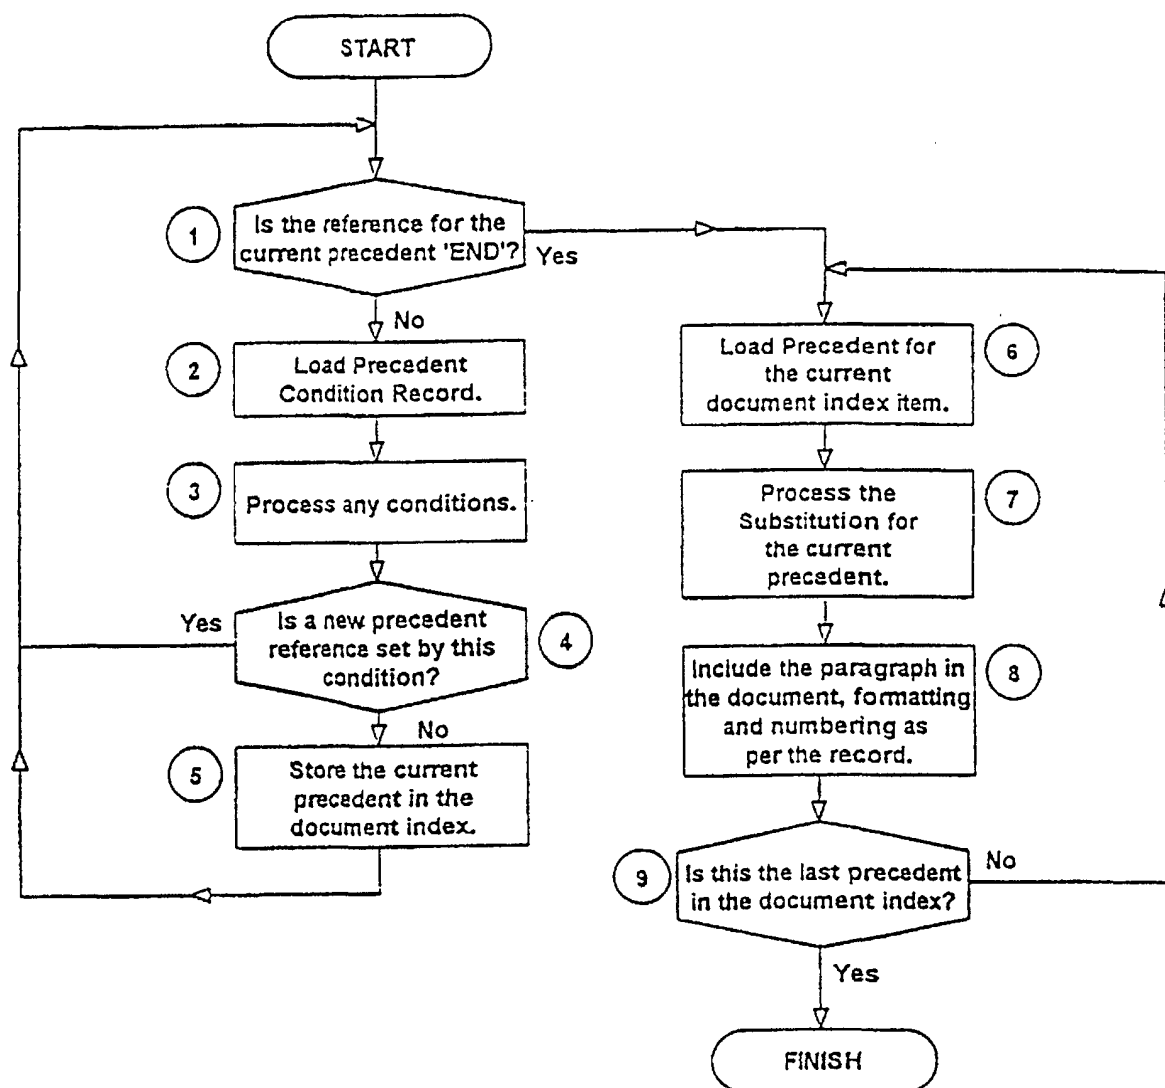 START
1
Is the reference for the
current precedent 'END'?
Yes
No
2
Load Precedent
Condition Record.
3
Process any conditions.
Yes
Is a new precedent
reference set by this
condition?
4
No
5
Store the current
precedent in the
document index.
Load Precedent for
the current
document index item.
6
Process the
Substitution for
the current
precedent.
7
Include the paragraph in
the document, formatting
and numbering as
per the record.
8
9
Is this the last precedent
in the document index?
No
Yes
FINISH